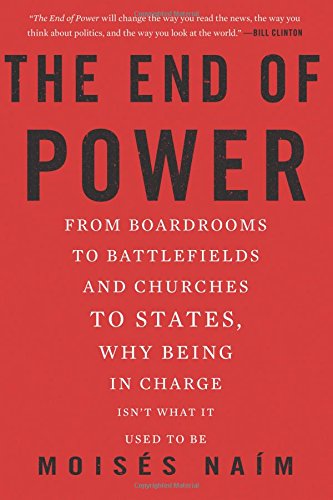 "The End of Power will change the way you read the news, the way you
think about politics, and the way you look at the world." —BILL CLINTON
THE END OF
POWER
FROM BOARDROOMS
TO BATTLEFIELDS
AND CHURCHES
TO STATES,
WHY BEING
IN CHARGE
ISN'T WHAT IT
USED TO BE
MOISÉS NAÍM